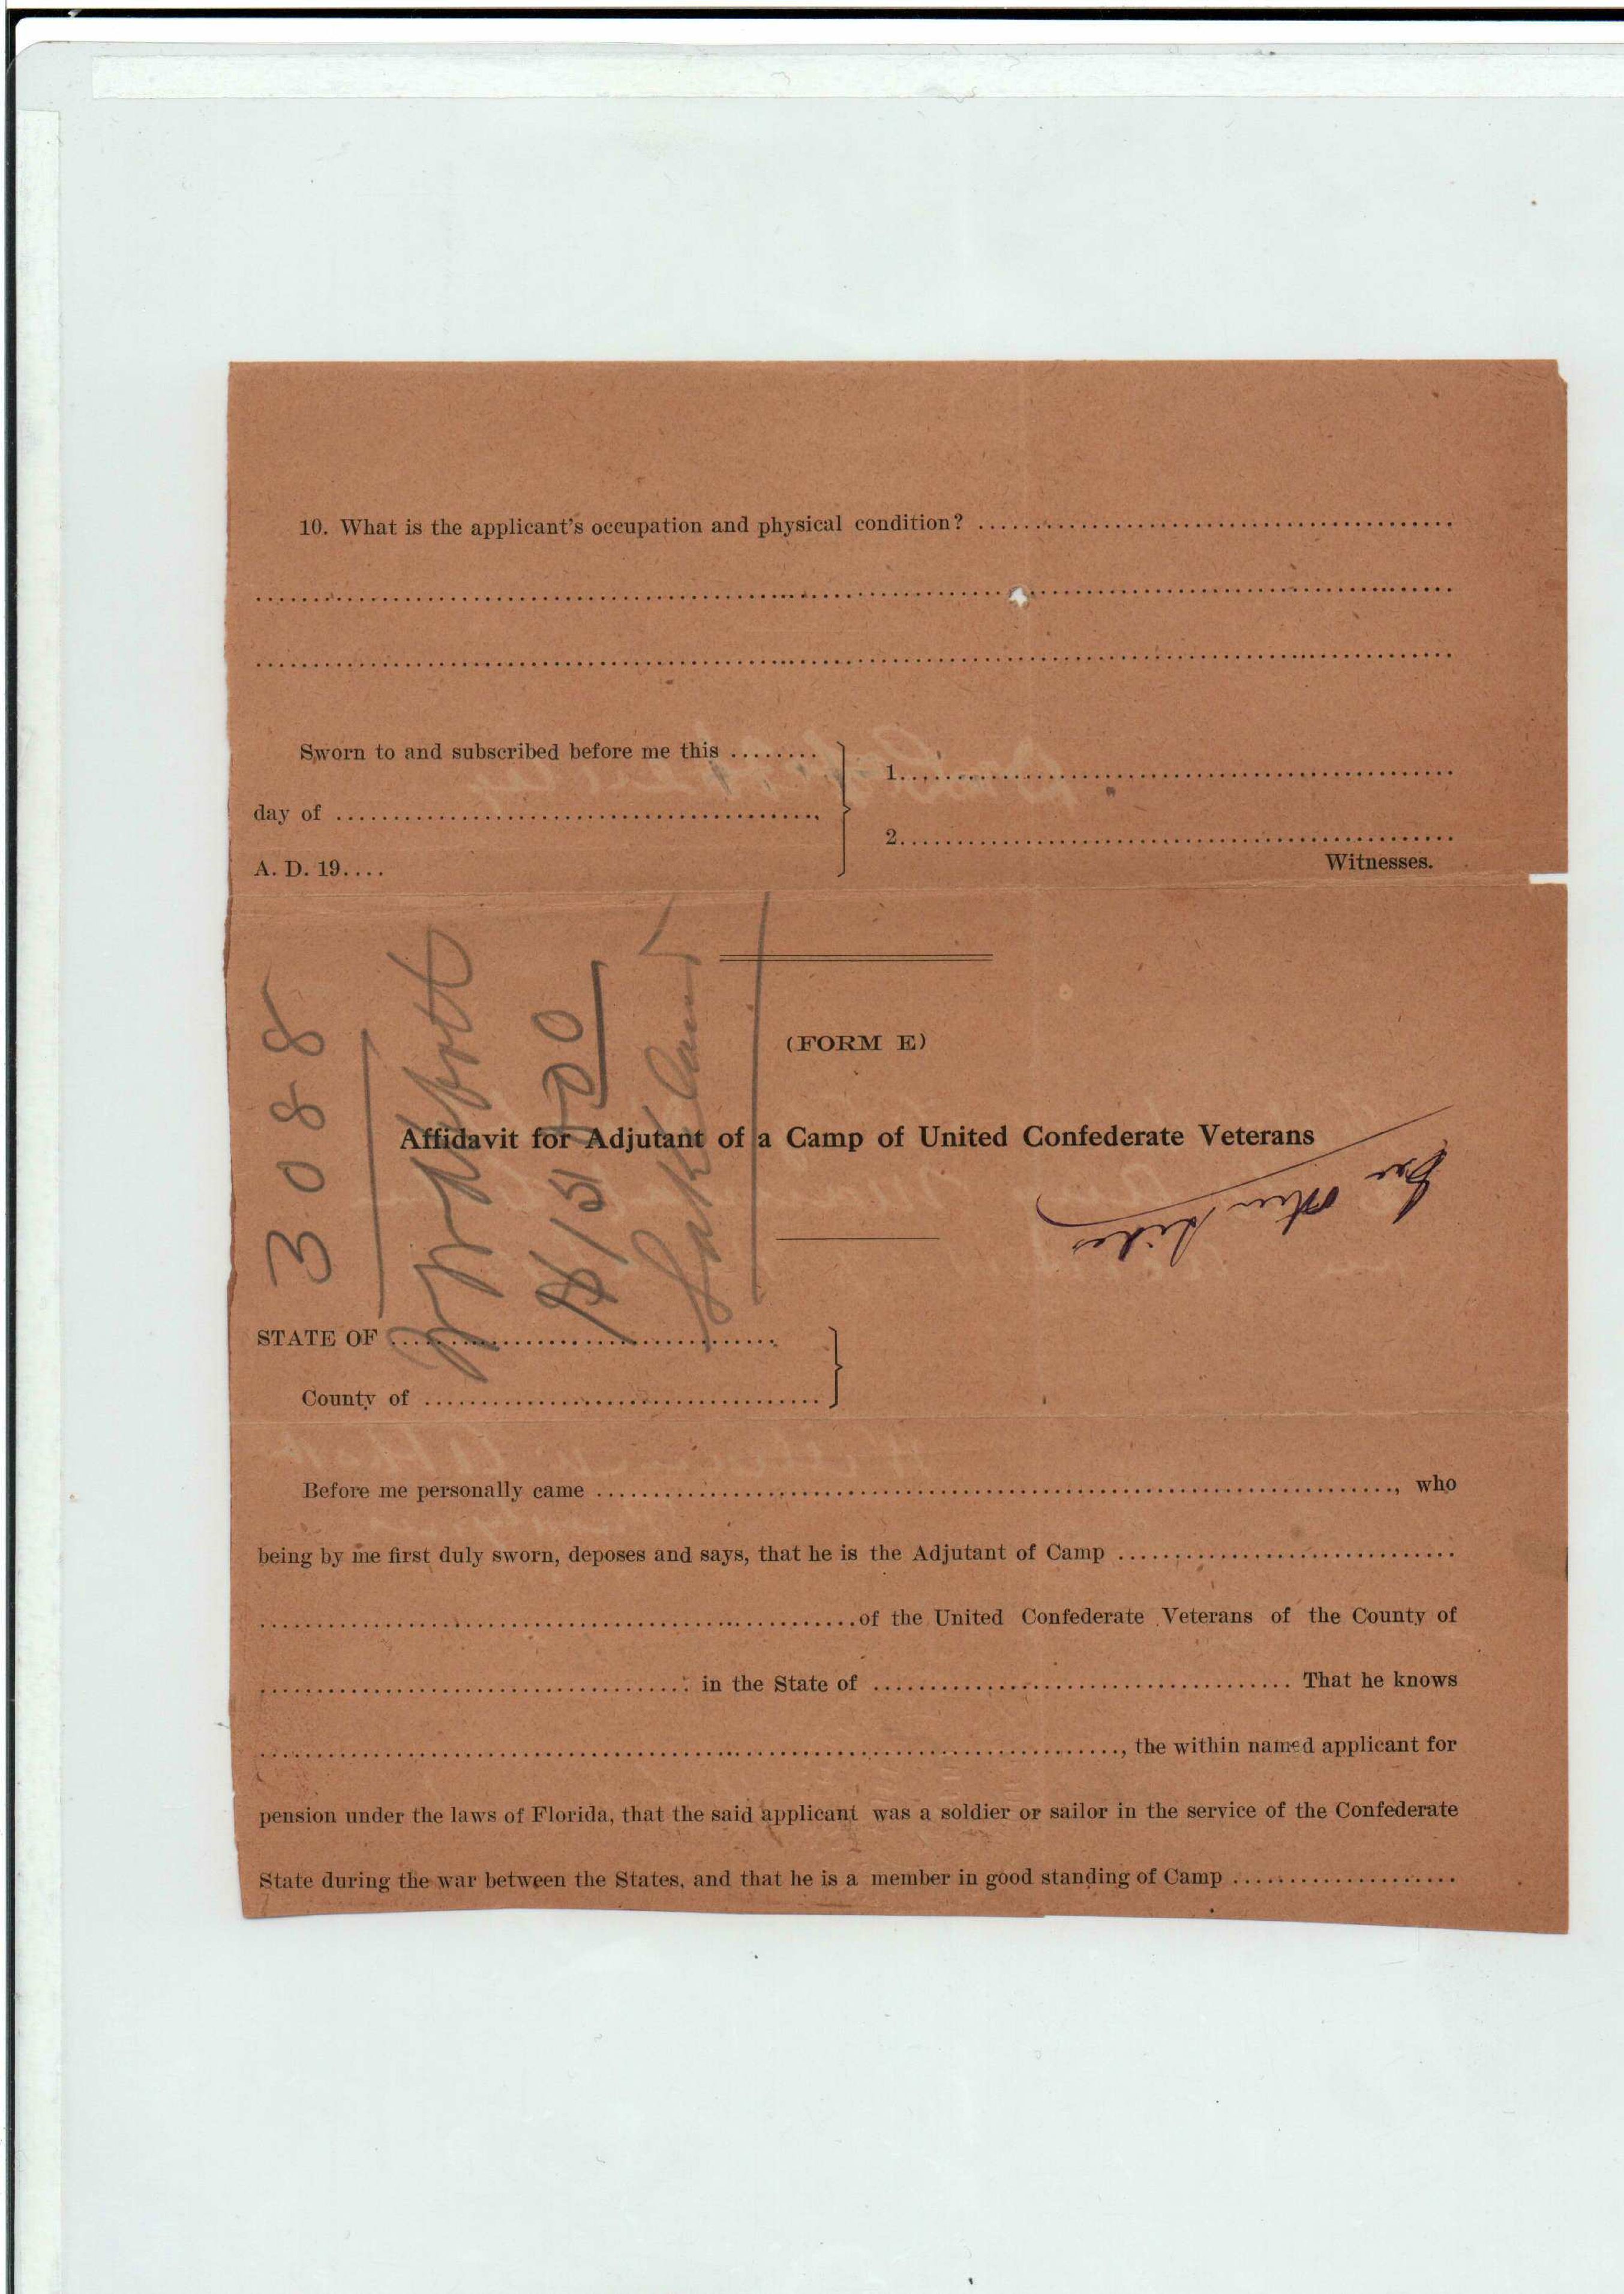 10. What is the applicant's occupation and physical condition? ........................................
........................................
........................................
Sworn to and subscribed before me this ........
day of ........................................
A. D. 19....
1........................................
2........................................
Witnesses.
3088
$15000
(FORM E)
Affidavit for Adjutant of a Camp of United Confederate Veterans
See other side
STATE OF ........................................
County of ........................................
Before me personally came ........................................, who
being by me first duly sworn, deposes and says, that he is the Adjutant of Camp ........................................
........................................of the United Confederate Veterans of the County of
........................................ in the State of ........................................ That he knows
........................................, the within named applicant for
pension under the laws of Florida, that the said applicant was a soldier or sailor in the service of the Confederate
State during the war between the States, and that he is a member in good standing of Camp ....................